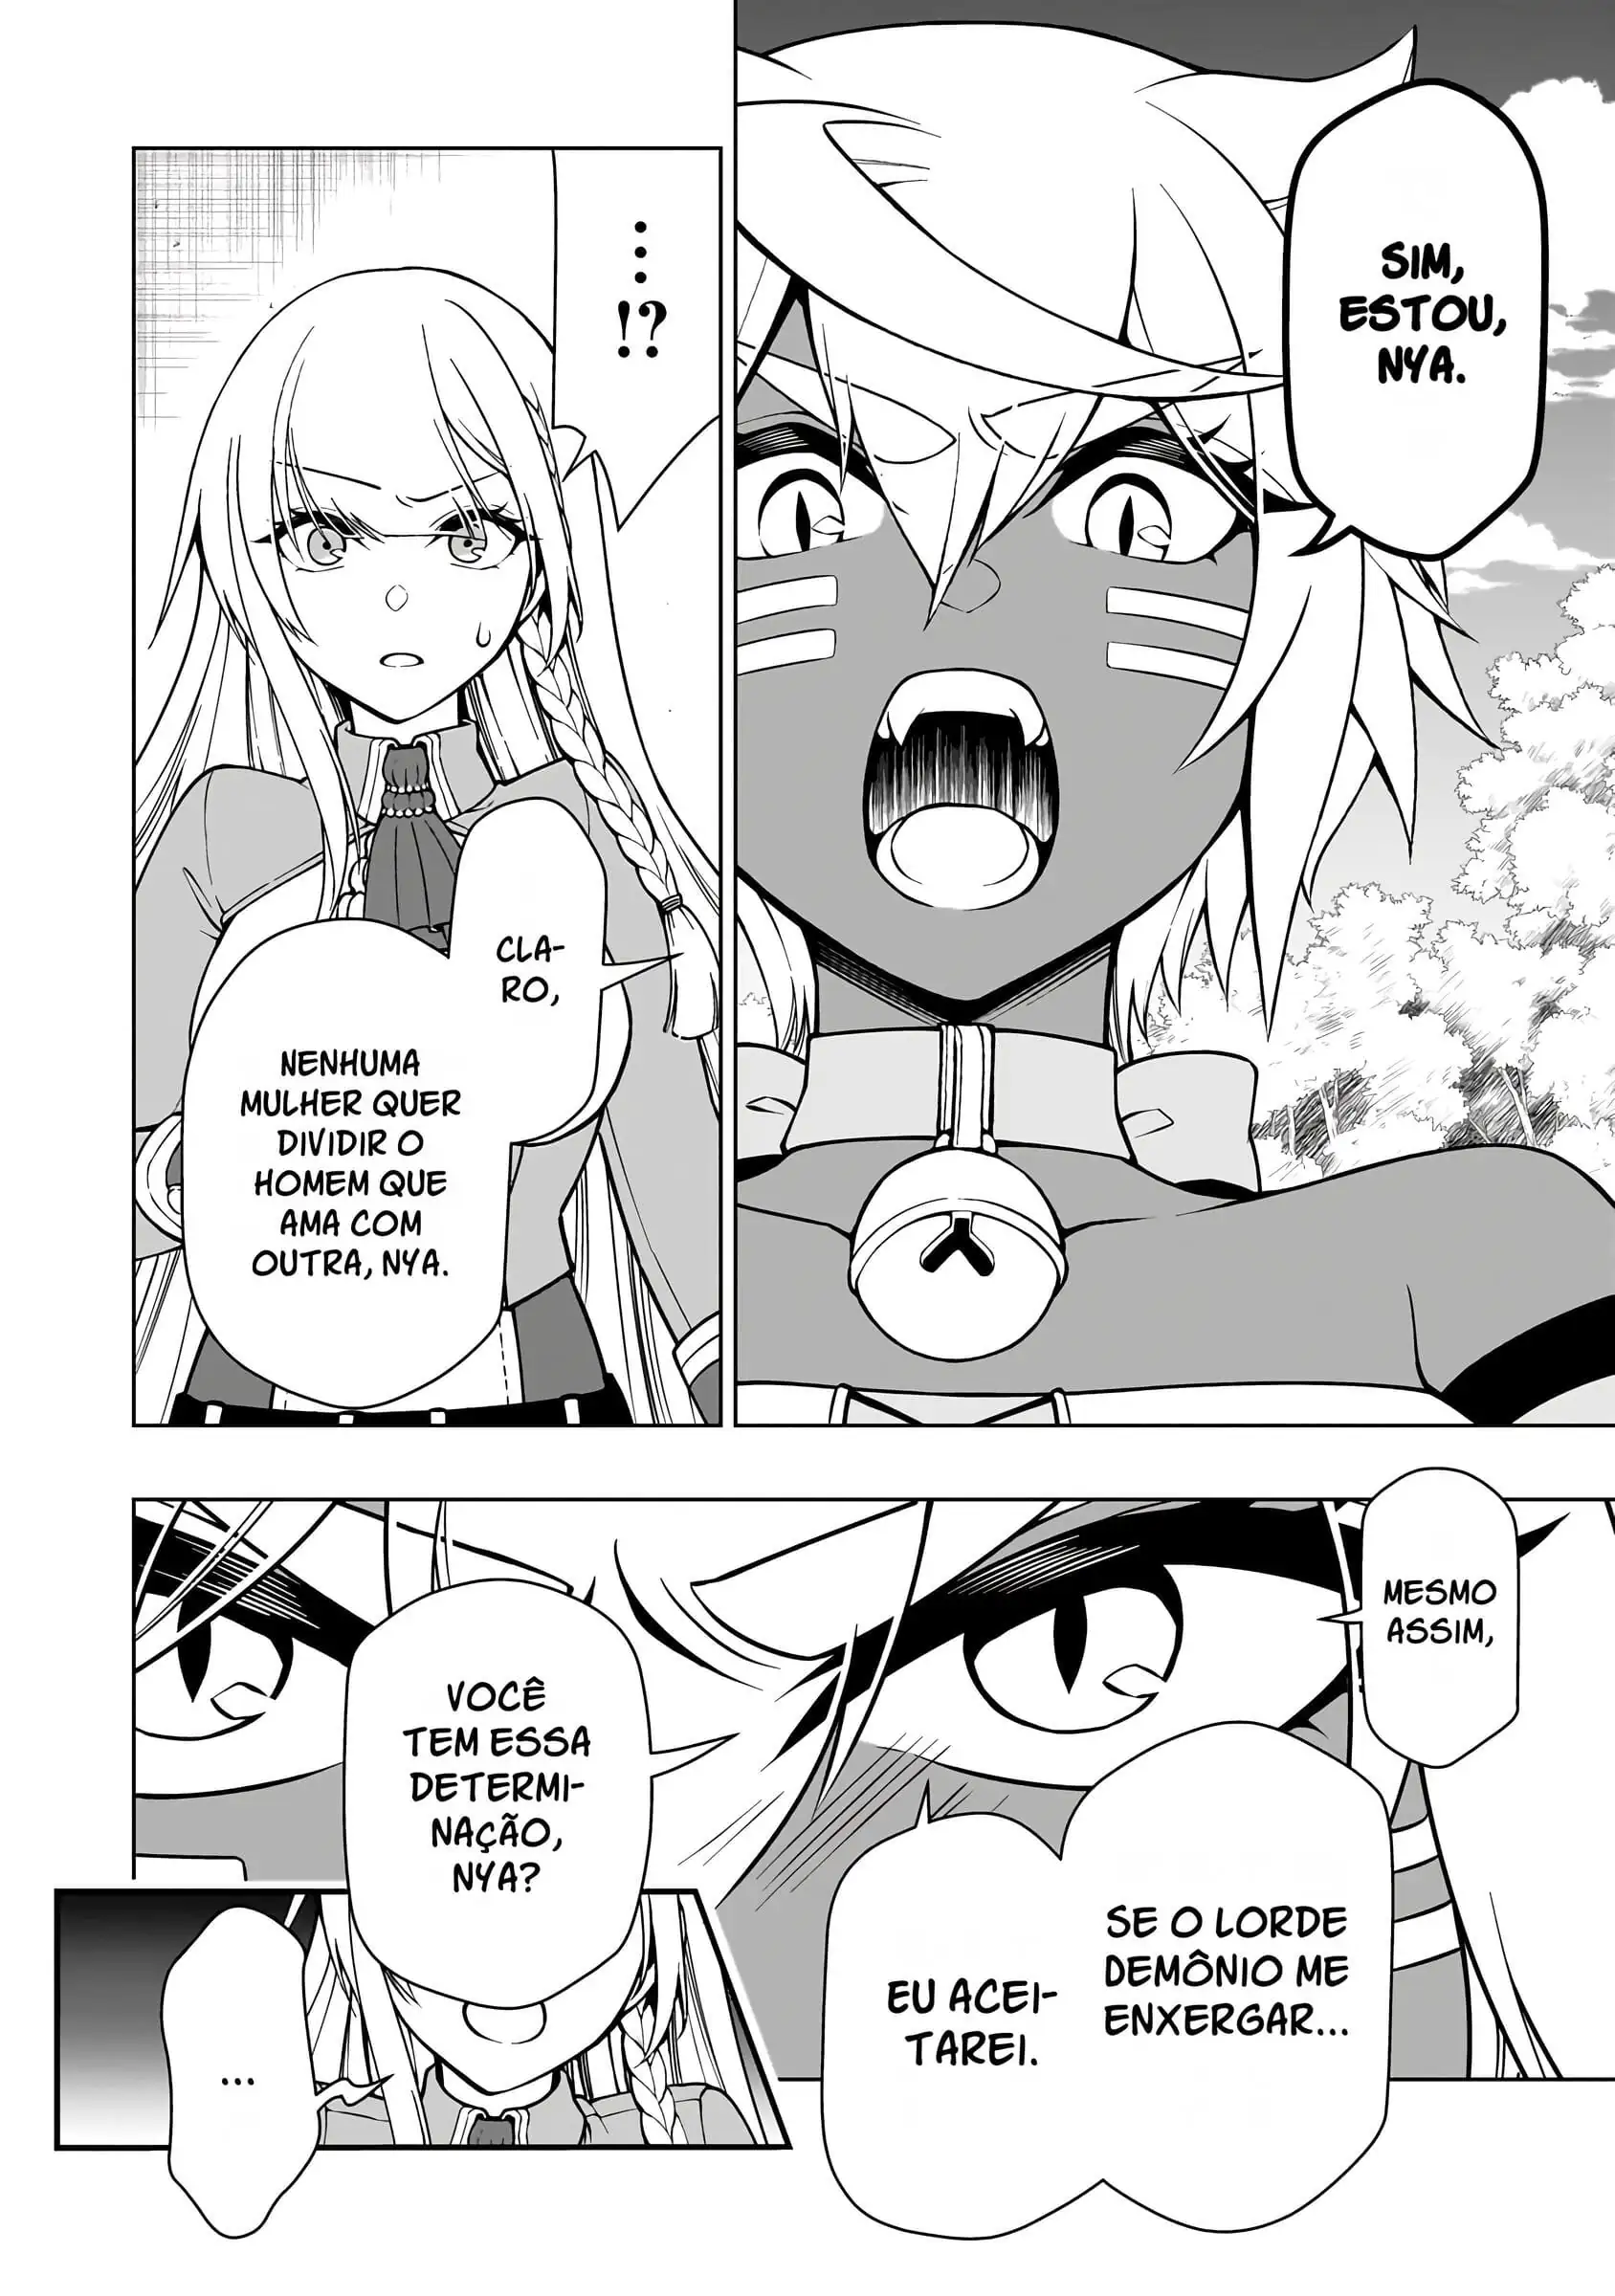 SIM,
ESTOU,
NYA.
...
!?
CLA-
RO,
NENHUMA
MULHER QUER
DIVIDIR O
HOMEM QUE
AMA COM
OUTRA, NYA.
MESMO
ASSIM,
SE O LORDE
DEMÔNIO ME
ENXERGAR...
EU ACEI-
TAREI.
VOCÊ
TEM ESSA
DETERMI-
NAÇÃO,
NYA?
...